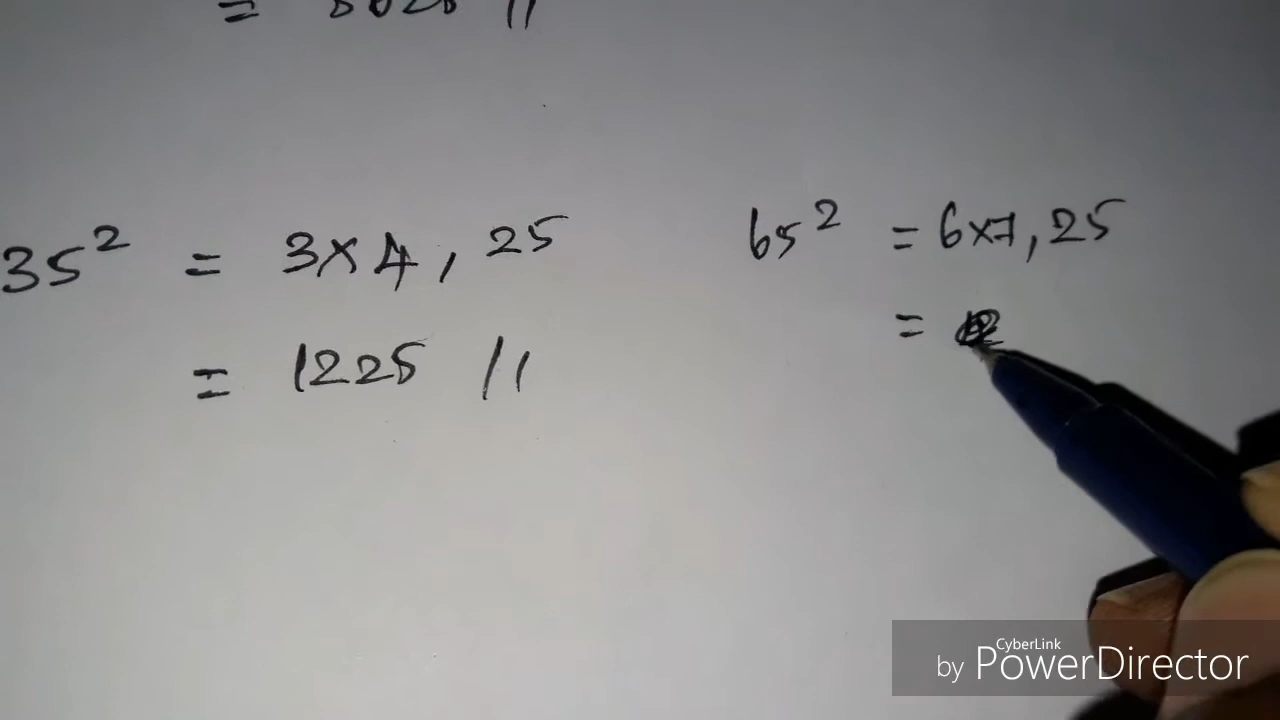 =
35² = 3×4, 25
= 1225 //
65² = 6×7, 25
=
CyberLink
by PowerDirector